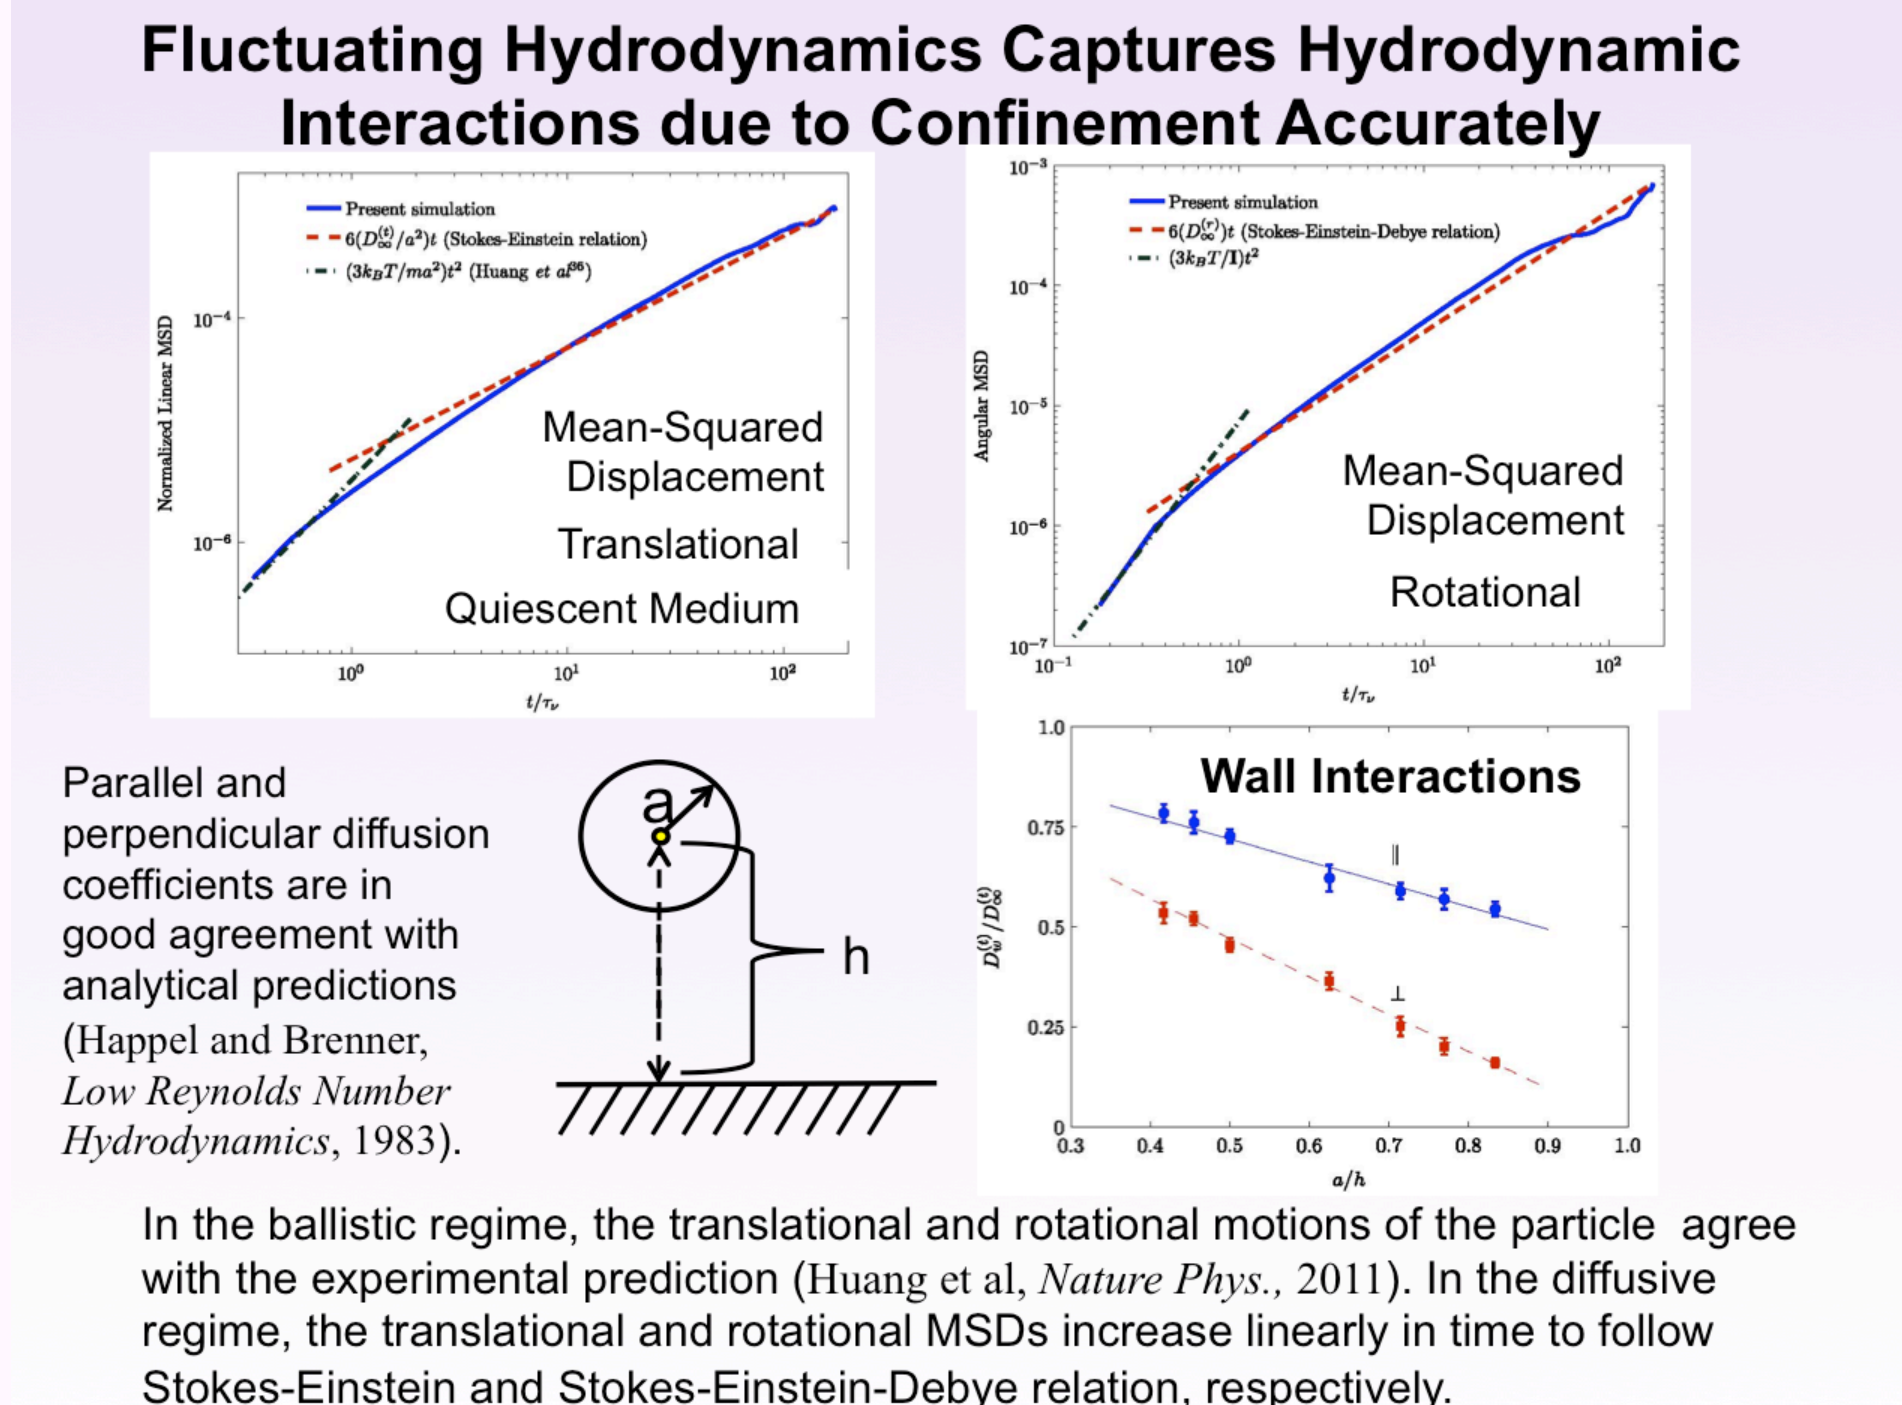 Fluctuating Hydrodynamics Captures Hydrodynamic
Interactions due to Confinement Accurately
Present simulation
6(D∞^(t)/a²)t (Stokes-Einstein relation)
(3k_BT/ma²)t² (Huang et al³⁶)
Normalized Linear MSD
10⁻⁴
10⁻⁶
Mean-Squared
Displacement
Translational
Quiescent Medium
10⁰
10¹
10²
t/τ_ν
Present simulation
6(D∞^(r))t (Stokes-Einstein-Debye relation)
(3k_BT/I)t²
Angular MSD
10⁻³
10⁻⁴
10⁻⁵
10⁻⁶
10⁻⁷
Mean-Squared
Displacement
Rotational
10⁻¹
10⁰
10¹
10²
t/τ_ν
Parallel and
perpendicular diffusion
coefficients are in
good agreement with
analytical predictions
(Happel and Brenner,
Low Reynolds Number
Hydrodynamics, 1983).
a
h
Wall Interactions
D_w^(t)/D∞^(t)
1.0
0.75
0.5
0.25
0
∥
⊥
0.3
0.4
0.5
0.6
0.7
0.8
0.9
1.0
a/h
In the ballistic regime, the translational and rotational motions of the particle agree
with the experimental prediction (Huang et al, Nature Phys., 2011). In the diffusive
regime, the translational and rotational MSDs increase linearly in time to follow
Stokes-Einstein and Stokes-Einstein-Debye relation, respectively.